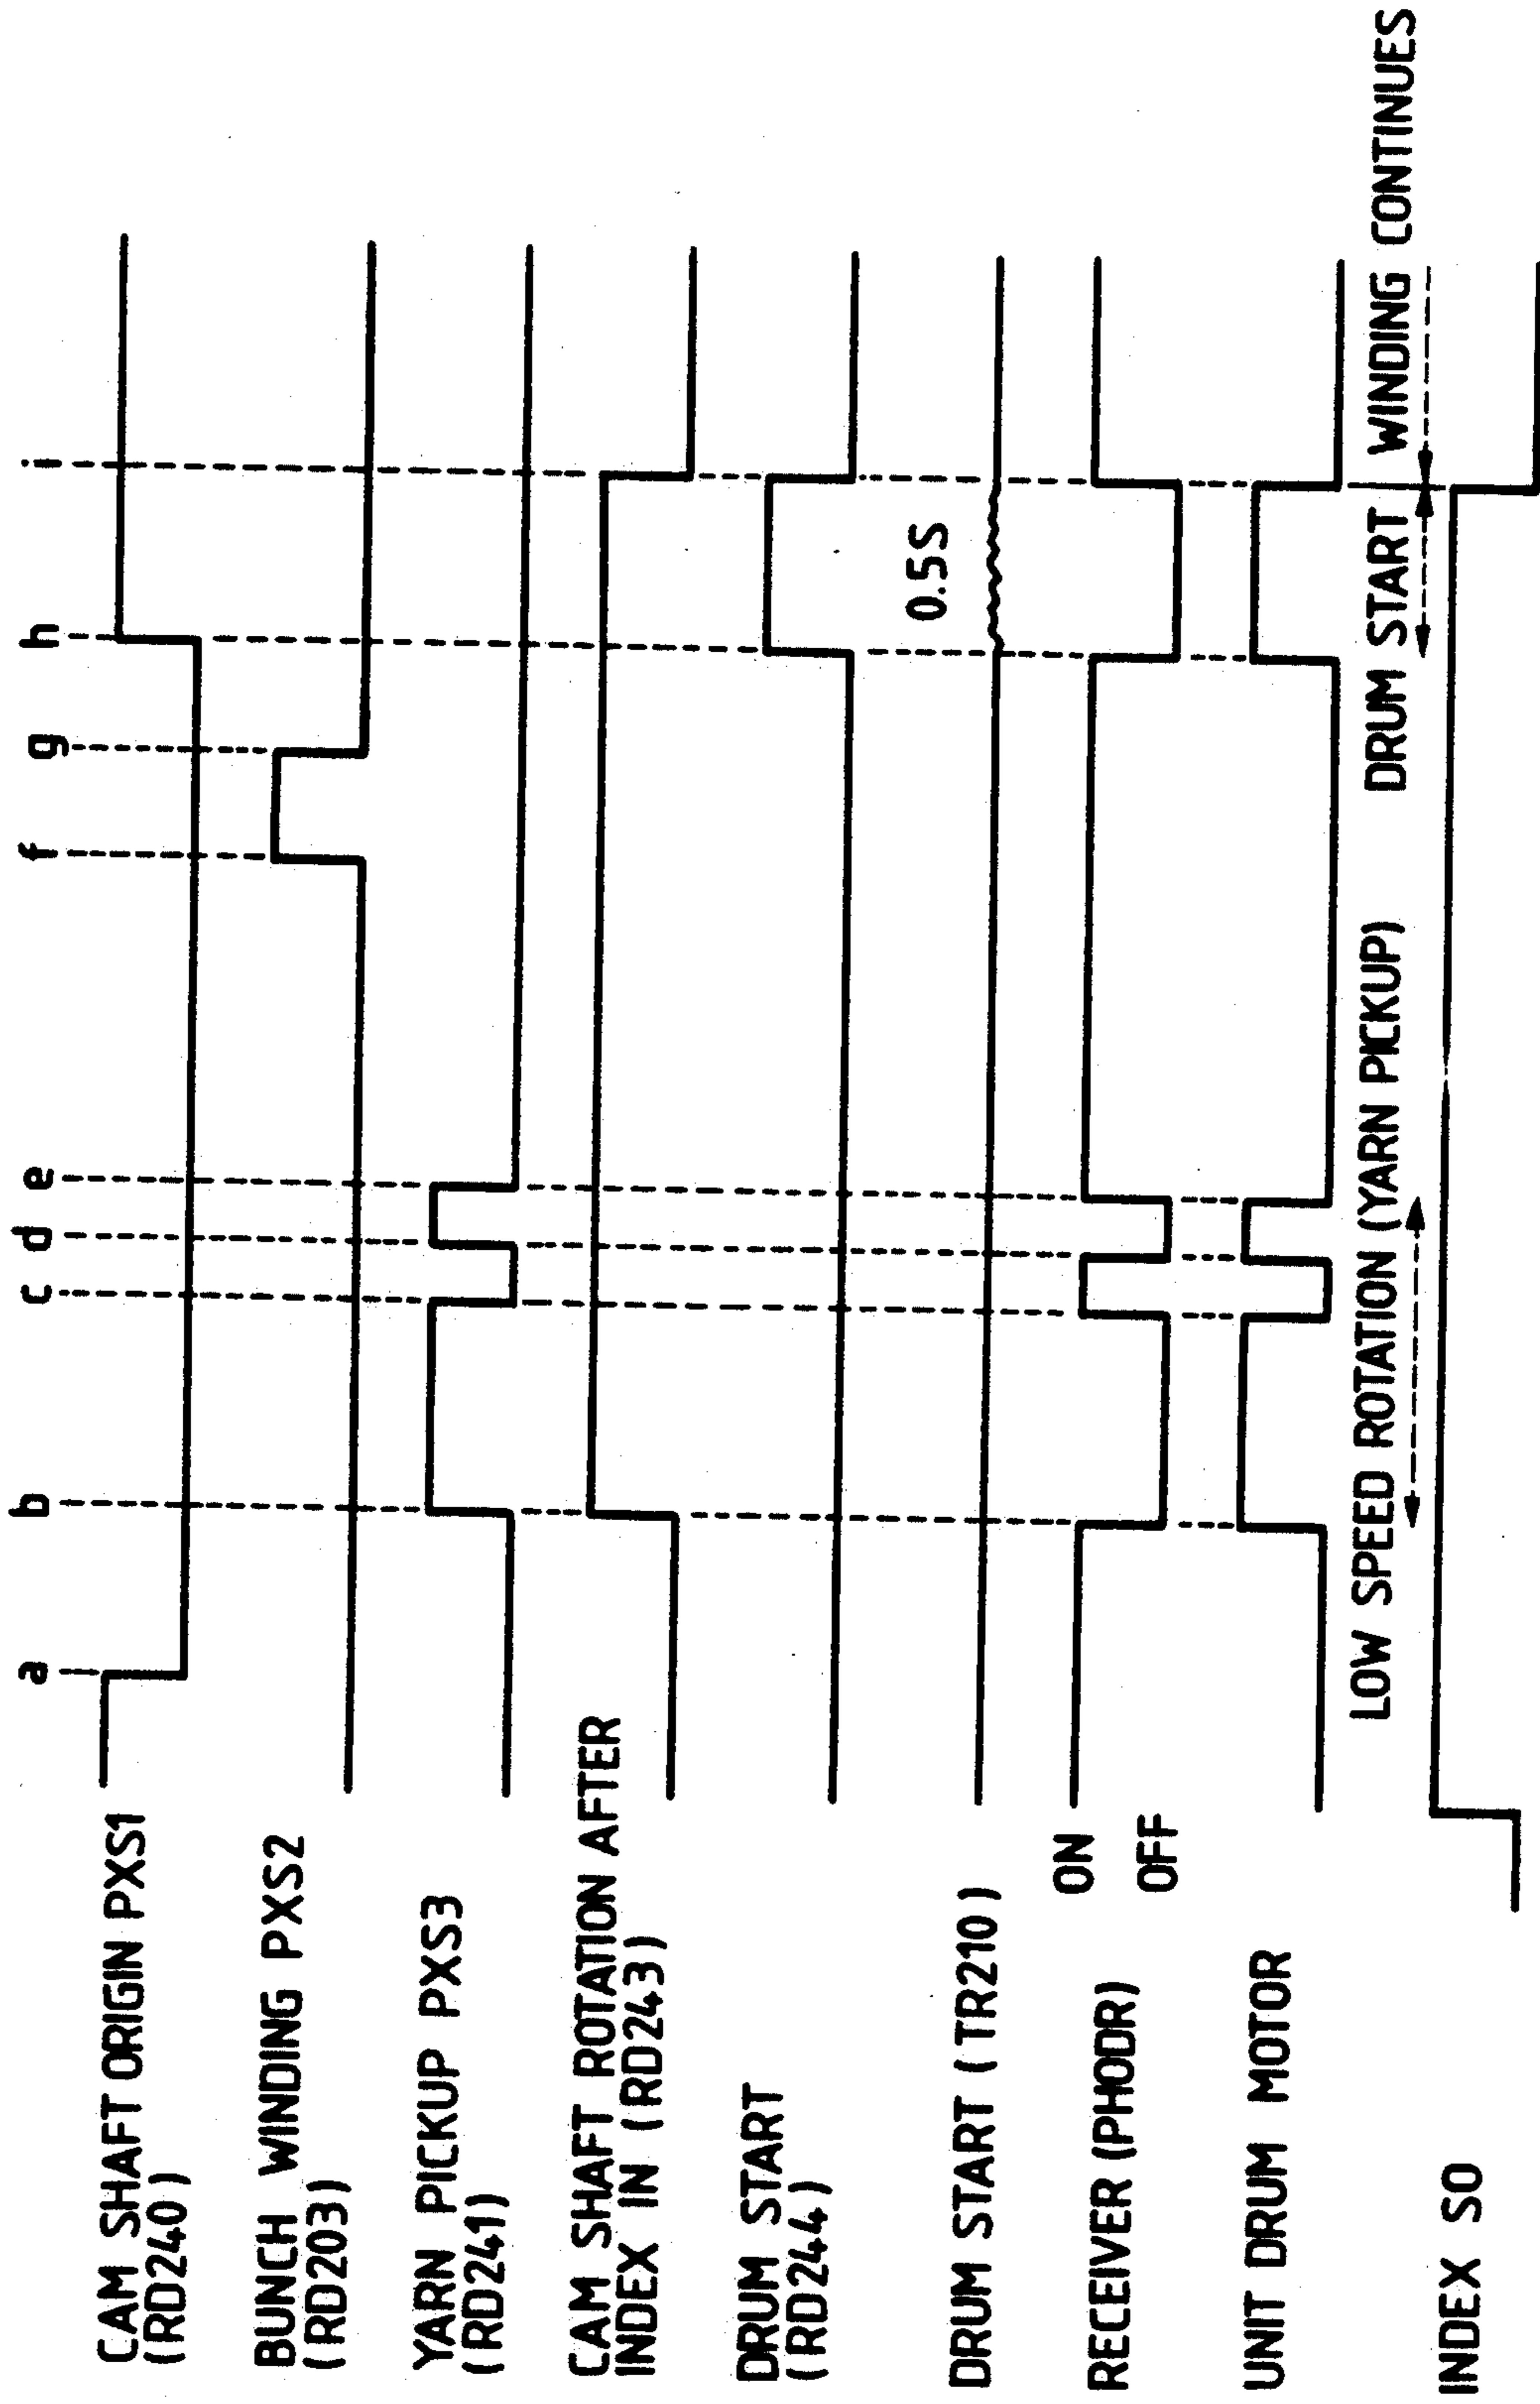 a b c d e f g h i
CAM SHAFT ORIGIN PXS1
(RD240)
BUNCH WINDING PXS2
(RD203)
YARN PICKUP PXS3
(RD241)
CAM SHAFT ROTATION AFTER
INDEX IN (RD243)
DRUM START
(RD244)
0.5S
DRUM START (TR210)
RECEIVER (PHODR) ON
OFF
UNIT DRUM MOTOR
LOW SPEED ROTATION (YARN PICKUP) DRUM START WINDING CONTINUES
INDEX SO